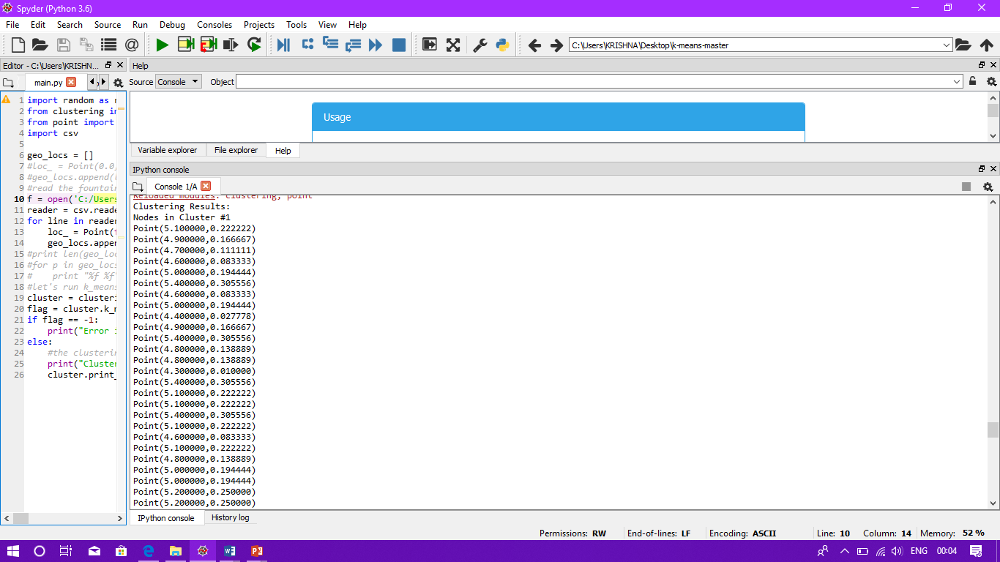 Spyder (Python 3.6)
File Edit Search Source Run Debug Consoles Projects Tools View Help
C:\Users\KRISHNA\Desktop\k-means-master
Editor - C:\Users\KRISHN...
main.py
1 import random as r
2 from clustering in
3 from point import
4 import csv
5
6 geo_locs = []
7 #loc_ = Point(0.0,
8 #geo_locs.append(l
9 #read the fountain
10 f = open('C:/Users
11 reader = csv.reade
12 for line in reader
13 loc_ = Point(f
14 geo_locs.appen
15 #print len(geo_loc
16 #for p in geo_locs
17 # print "%f %f"
18 #let's run k_means
19 cluster = clusteri
20 flag = cluster.k_m
21 if flag == -1:
22 print("Error i
23 else:
24 #the clusterin
25 print("Cluster
26 cluster.print_
Help
Source Console Object
Usage
Variable explorer File explorer Help
IPython console
Console 1/A
Reloaded modules: clustering, point
Clustering Results:
Nodes in Cluster #1
Point(5.100000,0.222222)
Point(4.900000,0.166667)
Point(4.700000,0.111111)
Point(4.600000,0.083333)
Point(5.000000,0.194444)
Point(5.400000,0.305556)
Point(4.600000,0.083333)
Point(5.000000,0.194444)
Point(4.400000,0.027778)
Point(4.900000,0.166667)
Point(5.400000,0.305556)
Point(4.800000,0.138889)
Point(4.800000,0.138889)
Point(4.300000,0.010000)
Point(5.400000,0.305556)
Point(5.100000,0.222222)
Point(5.100000,0.222222)
Point(5.400000,0.305556)
Point(5.100000,0.222222)
Point(4.600000,0.083333)
Point(5.100000,0.222222)
Point(4.800000,0.138889)
Point(5.000000,0.194444)
Point(5.000000,0.194444)
Point(5.200000,0.250000)
Point(5.200000,0.250000)
IPython console History log
Permissions: RW End-of-lines: LF Encoding: ASCII Line: 10 Column: 14 Memory: 52 %
ENG 00:04